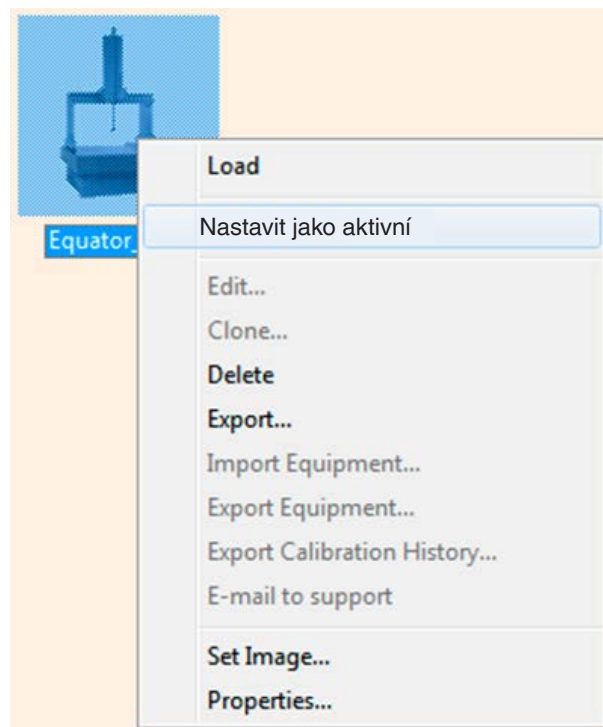 Load
Equator_
Nastavit jako aktivní
Edit...
Clone...
Delete
Export...
Import Equipment...
Export Equipment...
Export Calibration History...
E-mail to support
Set Image...
Properties...